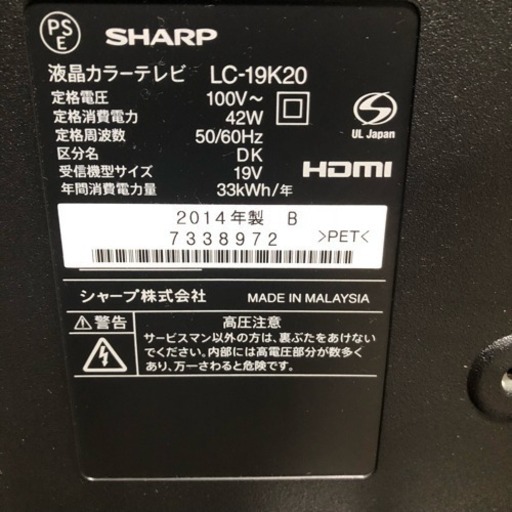 PS
E
SHARP
液晶カラーテレビ LC-19K20
定格電圧 100V～
定格消費電力 42W
定格周波数 50/60Hz
区分名 DK
受信機型サイズ 19V
年間消費電力量 33kWh/年
S
UL Japan
HDMI
2014年製 B
7338972
>PET<
シャープ株式会社 MADE IN MALAYSIA
⚠警告 高圧注意
サービスマン以外の方は、裏ぶたをあけない
でください。内部には高電圧部分が数多く
あり、万一さわると危険です。